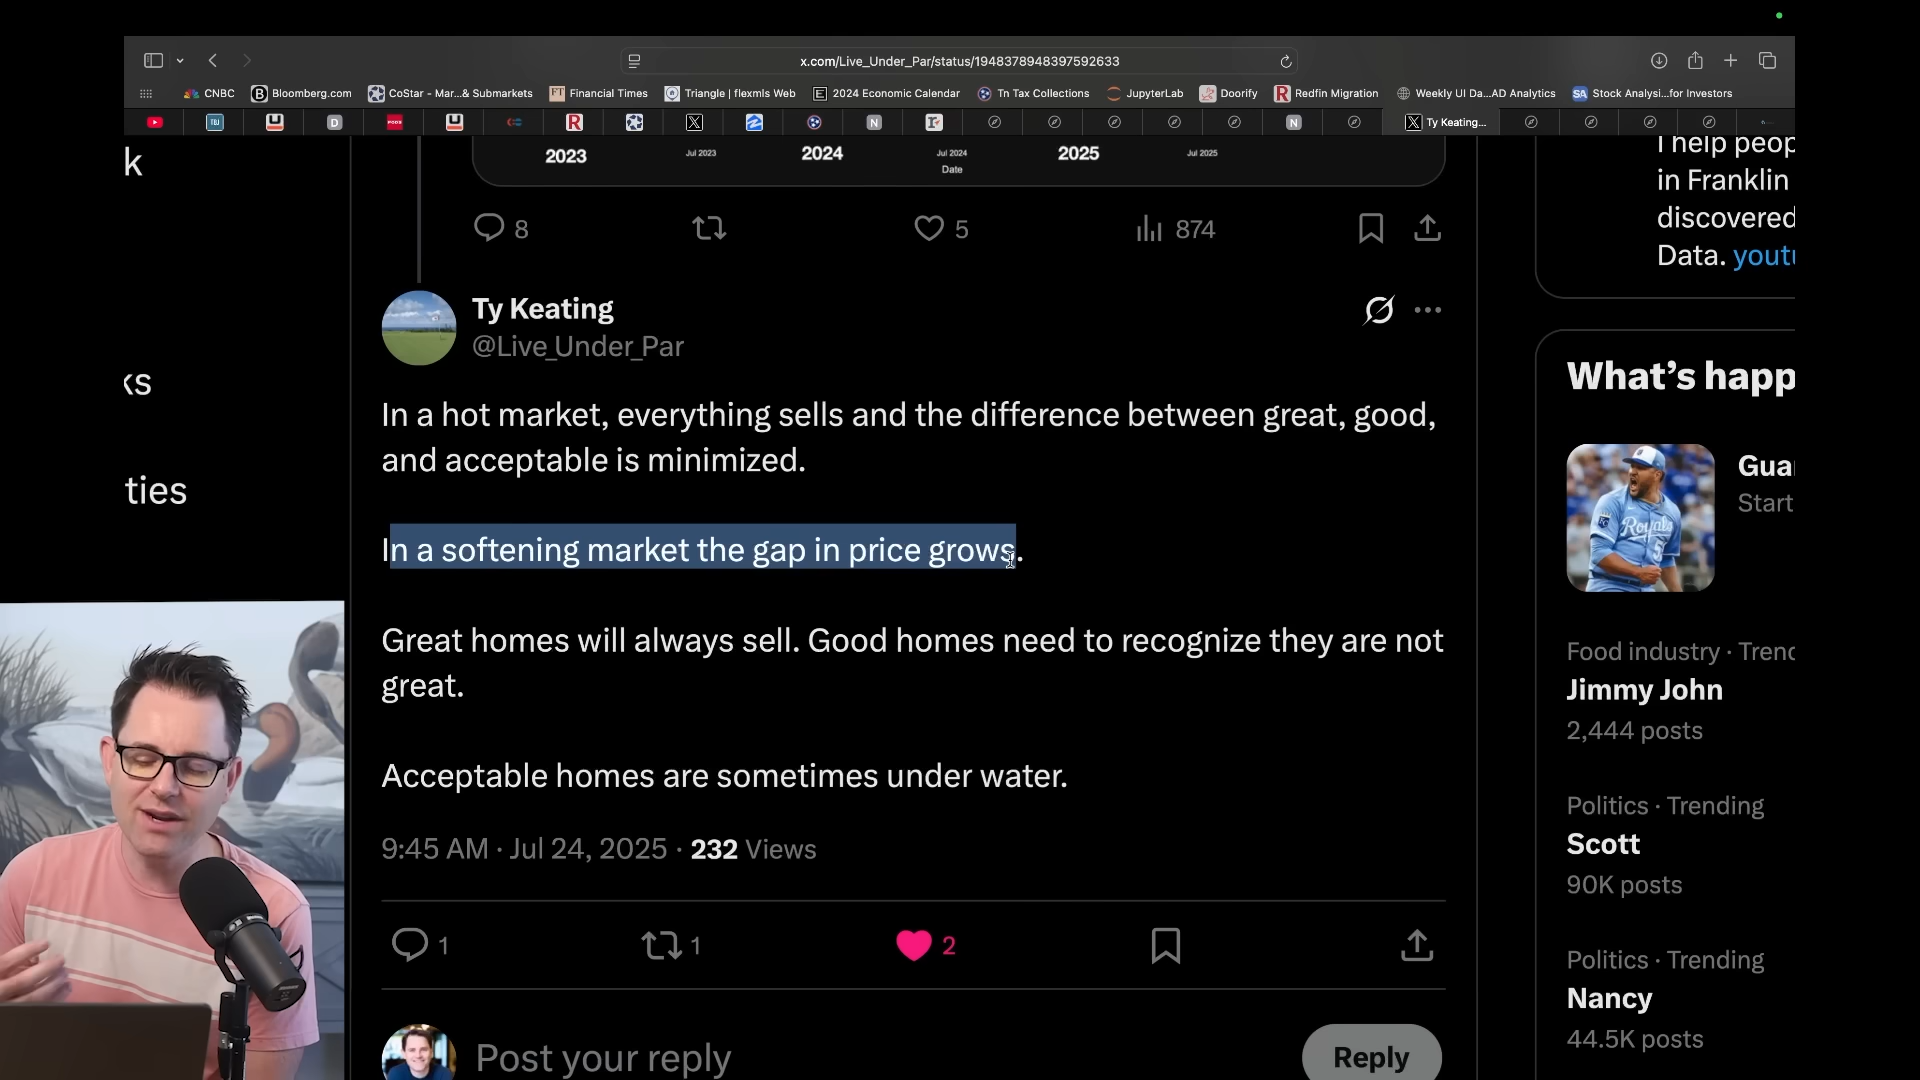 x.com/Live_Under_Par/status/1948378948397592633
CNBC
Bloomberg.com
CoStar - Mar...& Submarkets
FT Financial Times
Triangle | flexmls Web
2024 Economic Calendar
Tn Tax Collections
JupyterLab
Doorify
Redfin Migration
Weekly UI Da...AD Analytics
SA Stock Analysi...for Investors
Ty Keating...
k
ks
ties
2023
Jul 2023
2024
Jul 2024
2025
Jul 2025
Date
8
5
874
Ty Keating
@Live_Under_Par
In a hot market, everything sells and the difference between great, good,
and acceptable is minimized.
In a softening market the gap in price grows.
Great homes will always sell. Good homes need to recognize they are not
great.
Acceptable homes are sometimes under water.
9:45 AM · Jul 24, 2025 · 232 Views
1
1
2
Post your reply
Reply
I help peop
in Franklin
discovered
Data. yout
What's happ
Royals
Gua
Start
Food industry · Trend
Jimmy John
2,444 posts
Politics · Trending
Scott
90K posts
Politics · Trending
Nancy
44.5K posts